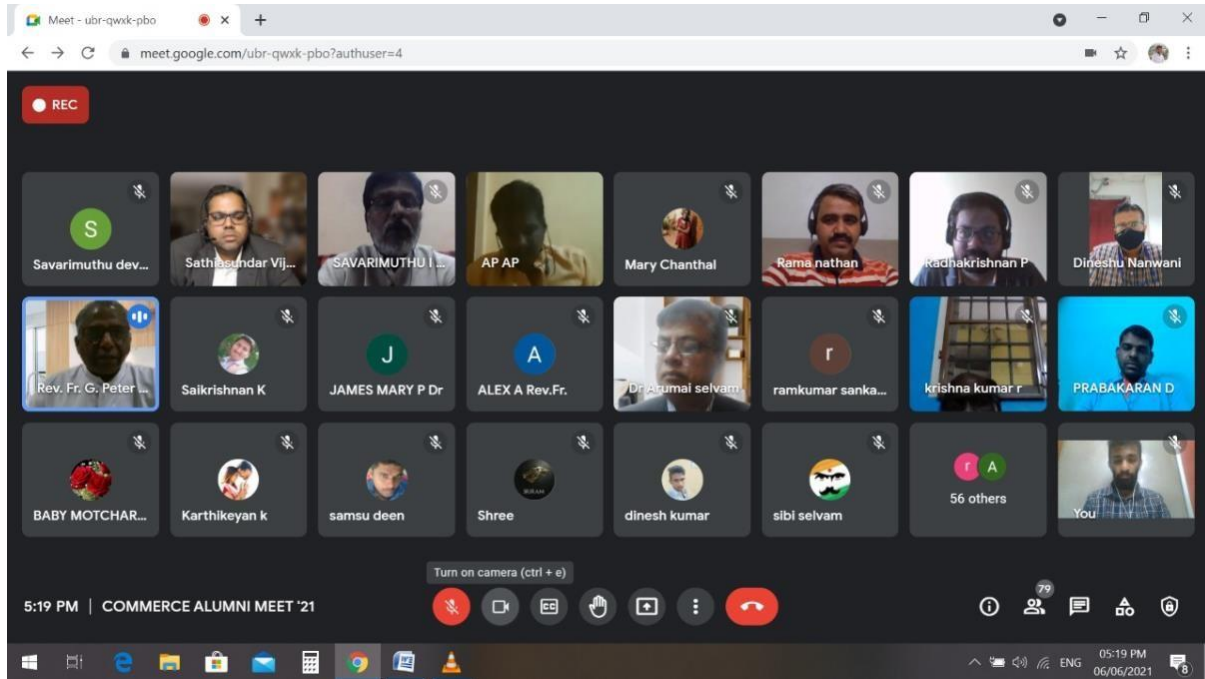 Meet - ubr-qwxk-pbo
meet.google.com/ubr-qwxk-pbo?authuser=4
REC
S
Savarimuthu dev...
Sathiasundar Vij...
SAVARIMUTHU I ...
AP AP
Mary Chanthal
Rama nathan
Radhakrishnan P
Dineshu Nanwani
Rev. Fr. G. Peter ...
Saikrishnan K
J
JAMES MARY P Dr
A
ALEX A Rev.Fr.
Dr Arumai selvam
r
ramkumar sanka...
krishna kumar r
PRABAKARAN D
BABY MOTCHAR...
Karthikeyan k
samsu deen
Shree
dinesh kumar
sibi selvam
r A
56 others
You
Turn on camera (ctrl + e)
5:19 PM | COMMERCE ALUMNI MEET '21
CC
79
ENG
05:19 PM
06/06/2021
8